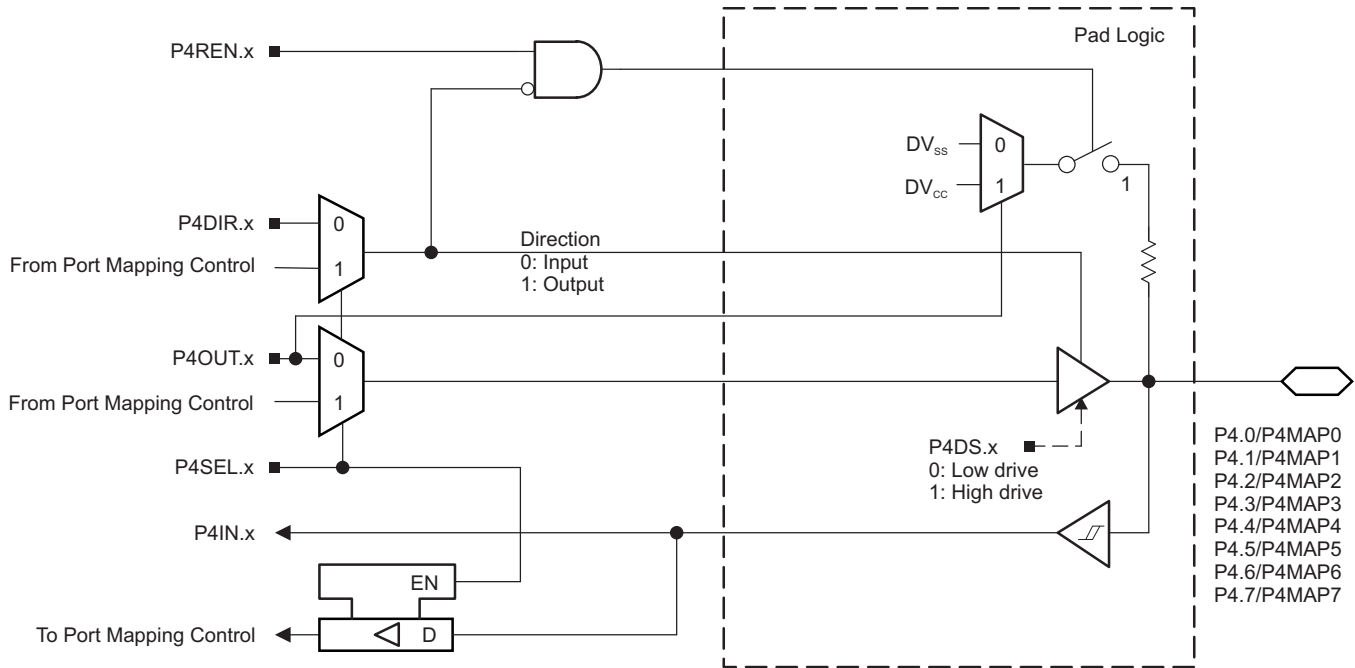 Pad Logic
P4REN.x
DVSS
0
DVCC
1
1
P4DIR.x
0
From Port Mapping Control
1
Direction
0: Input
1: Output
P4OUT.x
0
From Port Mapping Control
1
P4DS.x
0: Low drive
1: High drive
P4SEL.x
P4.0/P4MAP0
P4.1/P4MAP1
P4.2/P4MAP2
P4.3/P4MAP3
P4.4/P4MAP4
P4.5/P4MAP5
P4.6/P4MAP6
P4.7/P4MAP7
P4IN.x
EN
To Port Mapping Control
D